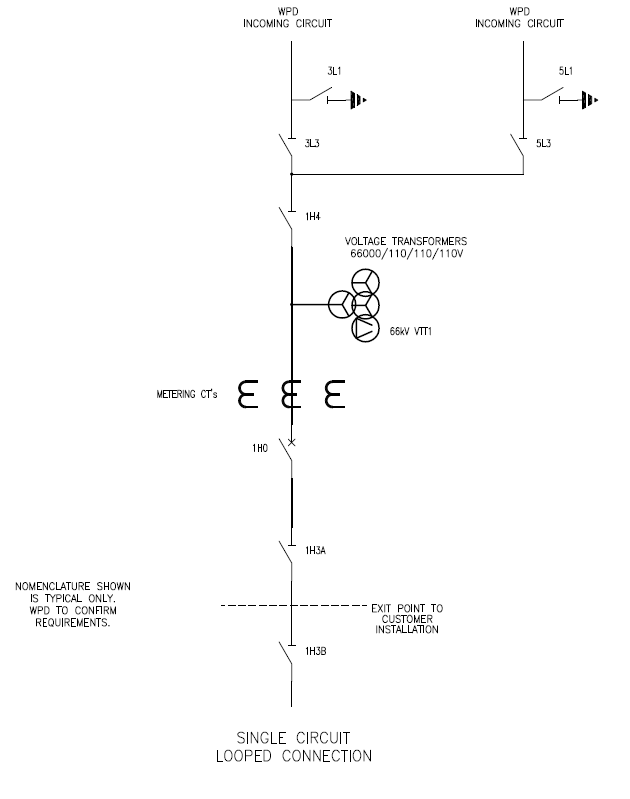 WPD
INCOMING CIRCUIT
WPD
INCOMING CIRCUIT
3L1
5L1
3L3
5L3
1H4
VOLTAGE TRANSFORMERS
66000/110/110/110V
66kV VTT1
METERING CT's
1H0
1H3A
NOMENCLATURE SHOWN
IS TYPICAL ONLY.
WPD TO CONFIRM
REQUIREMENTS.
EXIT POINT TO
CUSTOMER
INSTALLATION
1H3B
SINGLE CIRCUIT
LOOPED CONNECTION